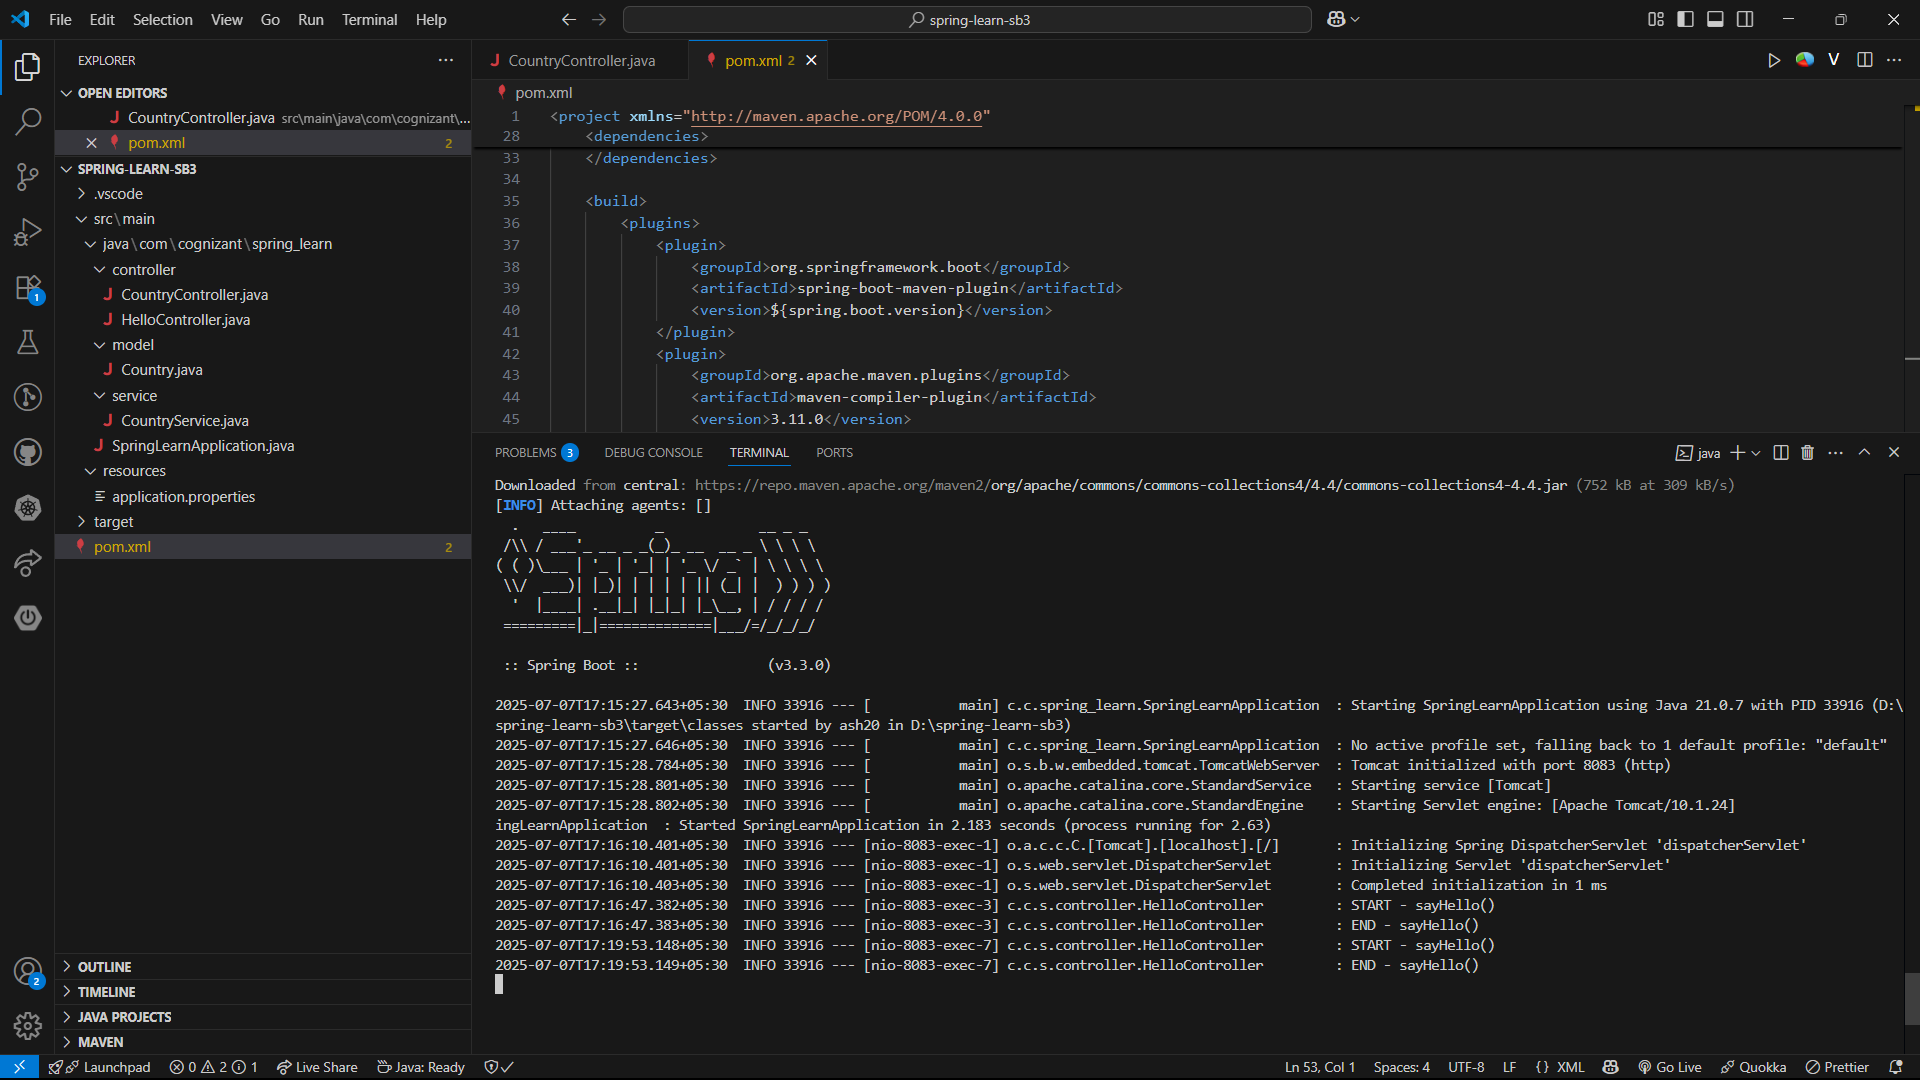 File Edit Selection View Go Run Terminal Help
spring-learn-sb3
EXPLORER
OPEN EDITORS
CountryController.java src\main\java\com\cognizant\...
pom.xml 2
SPRING-LEARN-SB3
.vscode
src\main
java\com\cognizant\spring_learn
controller
CountryController.java
HelloController.java
model
Country.java
service
CountryService.java
SpringLearnApplication.java
resources
application.properties
target
pom.xml 2
OUTLINE
TIMELINE
JAVA PROJECTS
MAVEN
1
2
CountryController.java
pom.xml 2
V
pom.xml
1 <project xmlns="http://maven.apache.org/POM/4.0.0"
28 <dependencies>
33 </dependencies>
34
35 <build>
36 <plugins>
37 <plugin>
38 <groupId>org.springframework.boot</groupId>
39 <artifactId>spring-boot-maven-plugin</artifactId>
40 <version>${spring.boot.version}</version>
41 </plugin>
42 <plugin>
43 <groupId>org.apache.maven.plugins</groupId>
44 <artifactId>maven-compiler-plugin</artifactId>
45 <version>3.11.0</version>
PROBLEMS 3 DEBUG CONSOLE TERMINAL PORTS
java
Downloaded from central: https://repo.maven.apache.org/maven2/org/apache/commons/commons-collections4/4.4/commons-collections4-4.4.jar (752 kB at 309 kB/s)
[INFO] Attaching agents: []
Spring
:: Spring Boot :: (v3.3.0)
2025-07-07T17:15:27.643+05:30 INFO 33916 --- [ main] c.c.spring_learn.SpringLearnApplication : Starting SpringLearnApplication using Java 21.0.7 with PID 33916 (D:\
spring-learn-sb3\target\classes started by ash20 in D:\spring-learn-sb3)
2025-07-07T17:15:27.646+05:30 INFO 33916 --- [ main] c.c.spring_learn.SpringLearnApplication : No active profile set, falling back to 1 default profile: "default"
2025-07-07T17:15:28.784+05:30 INFO 33916 --- [ main] o.s.b.w.embedded.tomcat.TomcatWebServer : Tomcat initialized with port 8083 (http)
2025-07-07T17:15:28.801+05:30 INFO 33916 --- [ main] o.apache.catalina.core.StandardService : Starting service [Tomcat]
2025-07-07T17:15:28.802+05:30 INFO 33916 --- [ main] o.apache.catalina.core.StandardEngine : Starting Servlet engine: [Apache Tomcat/10.1.24]
ingLearnApplication : Started SpringLearnApplication in 2.183 seconds (process running for 2.63)
2025-07-07T17:16:10.401+05:30 INFO 33916 --- [nio-8083-exec-1] o.a.c.c.C.[Tomcat].[localhost].[/] : Initializing Spring DispatcherServlet 'dispatcherServlet'
2025-07-07T17:16:10.401+05:30 INFO 33916 --- [nio-8083-exec-1] o.s.web.servlet.DispatcherServlet : Initializing Servlet 'dispatcherServlet'
2025-07-07T17:16:10.403+05:30 INFO 33916 --- [nio-8083-exec-1] o.s.web.servlet.DispatcherServlet : Completed initialization in 1 ms
2025-07-07T17:16:47.382+05:30 INFO 33916 --- [nio-8083-exec-3] c.c.s.controller.HelloController : START - sayHello()
2025-07-07T17:16:47.383+05:30 INFO 33916 --- [nio-8083-exec-3] c.c.s.controller.HelloController : END - sayHello()
2025-07-07T17:19:53.148+05:30 INFO 33916 --- [nio-8083-exec-7] c.c.s.controller.HelloController : START - sayHello()
2025-07-07T17:19:53.149+05:30 INFO 33916 --- [nio-8083-exec-7] c.c.s.controller.HelloController : END - sayHello()
Launchpad 0 2 1 Live Share Java: Ready Ln 53, Col 1 Spaces: 4 UTF-8 LF {} XML Go Live Quokka Prettier